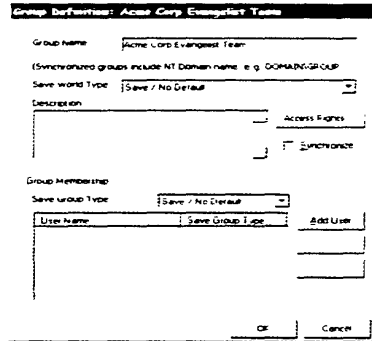 Group Definition: Acme Corp Evangelist Team
Group Name Acme Corp Evangelist Team
(Synchronized groups include NT Domain name e.g. DOMAIN\GROUP
Save World Type Save / No Default
Description
Access Rights
Synchronize
Group Membership
Save Group Type Save / No Default
User Name Save Group Type Add User
OK Cancel